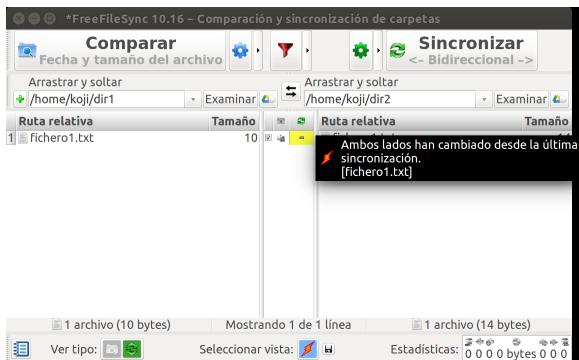 *FreeFileSync 10.16 – Comparación y sincronización de carpetas
Comparar
Fecha y tamaño del archivo
Sincronizar
<- Bidireccional ->
Arrastrar y soltar
Arrastrar y soltar
/home/koji/dir1
Examinar
/home/koji/dir2
Examinar
Ruta relativa Tamaño
Ruta relativa Tamaño
1 fichero1.txt 10
Ambos lados han cambiado desde la última
sincronización.
[fichero1.txt]
1 archivo (10 bytes)
Mostrando 1 de 1 línea
1 archivo (14 bytes)
Ver tipo:
Seleccionar vista:
Estadísticas:
0 0 0 0 bytes 0 0 0